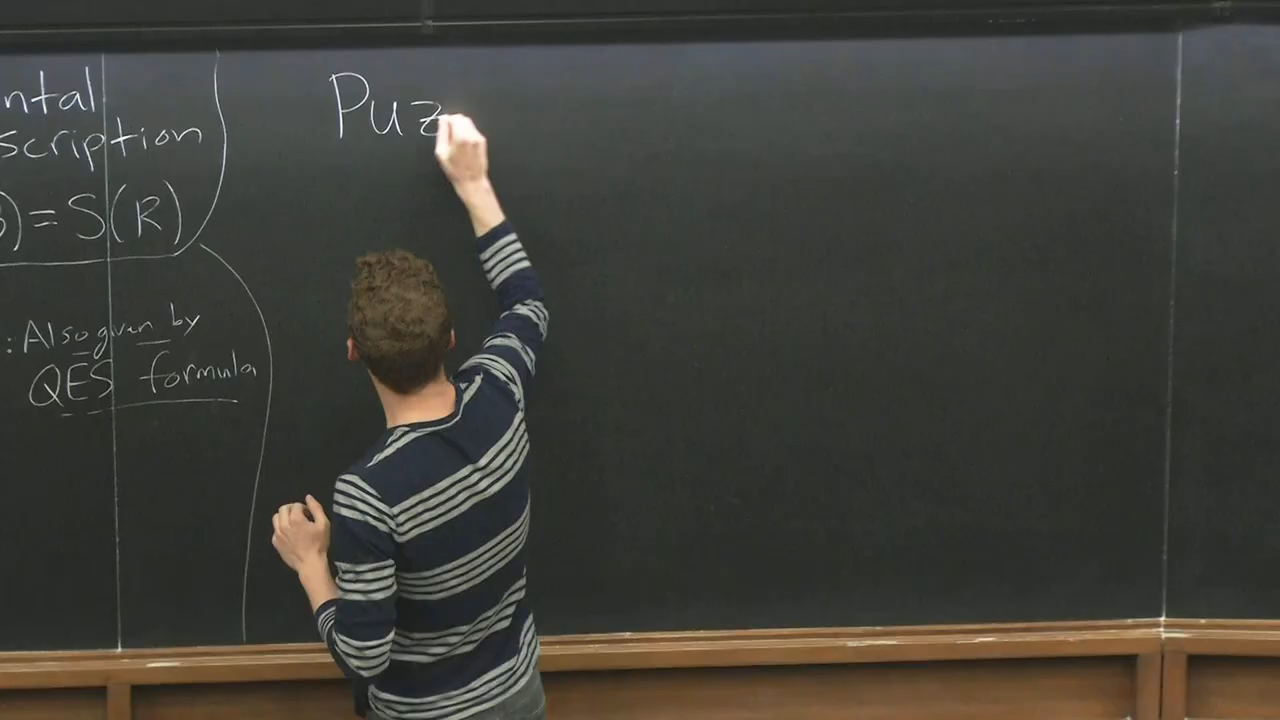 ntal
scription
) = S(R)
: Also given by
QES formula
Puz